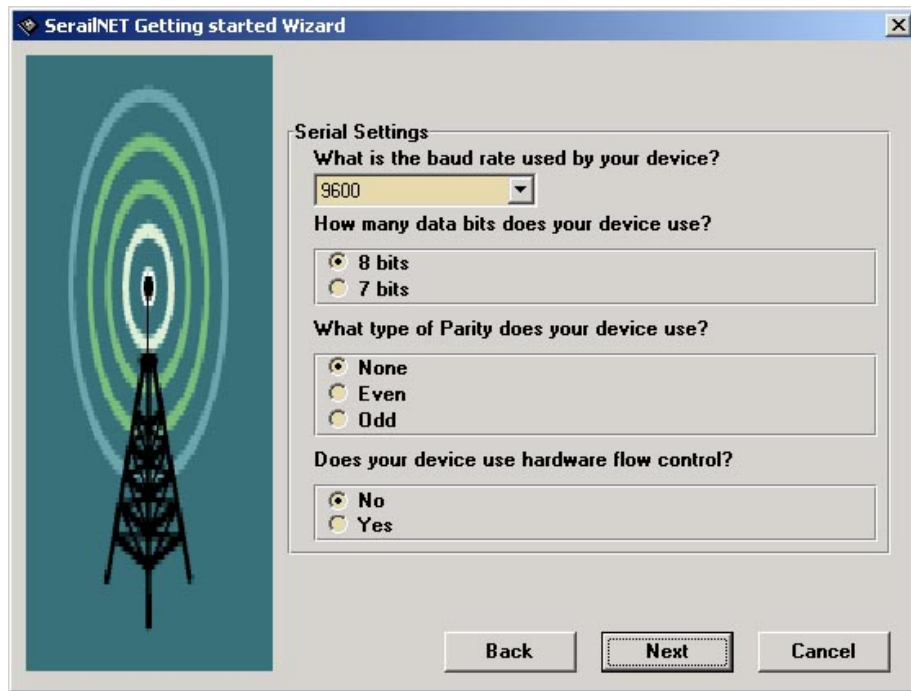 SerailNET Getting started Wizard
Serial Settings
What is the baud rate used by your device?
9600
How many data bits does your device use?
8 bits
7 bits
What type of Parity does your device use?
None
Even
Odd
Does your device use hardware flow control?
No
Yes
Back
Next
Cancel